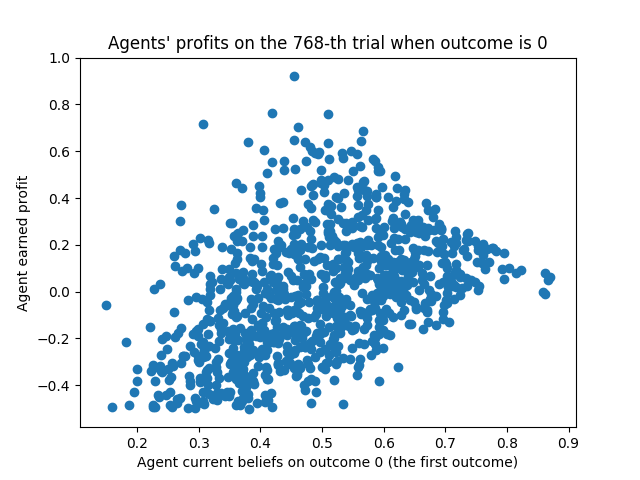 Agents' profits on the 768-th trial when outcome is 0
1.0
0.8
0.6
0.4
0.2
0.0
−0.2
−0.4
Agent earned profit
0.2 0.3 0.4 0.5 0.6 0.7 0.8 0.9
Agent current beliefs on outcome 0 (the first outcome)